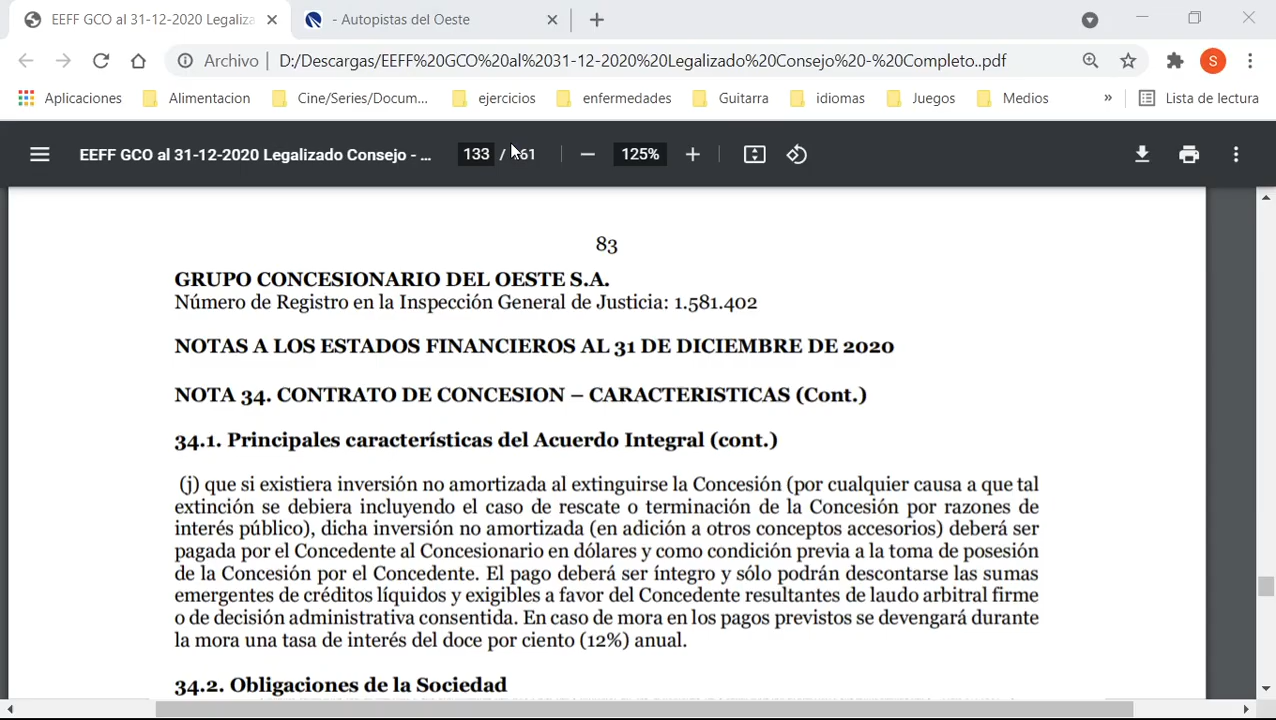 EEFF GCO al 31-12-2020 Legaliza
- Autopistas del Oeste
Archivo
D:/Descargas/EEFF%20GCO%20al%2031-12-2020%20Legalizado%20Consejo%20-%20Completo..pdf
S
Aplicaciones
Alimentacion
Cine/Series/Docum...
ejercicios
enfermedades
Guitarra
idiomas
Juegos
Medios
»
Lista de lectura
EEFF GCO al 31-12-2020 Legalizado Consejo - ...
133 / 
125%
83
GRUPO CONCESIONARIO DEL OESTE S.A.
Número de Registro en la Inspección General de Justicia: 1.581.402
NOTAS A LOS ESTADOS FINANCIEROS AL 31 DE DICIEMBRE DE 2020
NOTA 34. CONTRATO DE CONCESION – CARACTERISTICAS (Cont.)
34.1. Principales características del Acuerdo Integral (cont.)
(j) que si existiera inversión no amortizada al extinguirse la Concesión (por cualquier causa a que tal
extinción se debiera incluyendo el caso de rescate o terminación de la Concesión por razones de
interés público), dicha inversión no amortizada (en adición a otros conceptos accesorios) deberá ser
pagada por el Concedente al Concesionario en dólares y como condición previa a la toma de posesión
de la Concesión por el Concedente. El pago deberá ser íntegro y sólo podrán descontarse las sumas
emergentes de créditos líquidos y exigibles a favor del Concedente resultantes de laudo arbitral firme
o de decisión administrativa consentida. En caso de mora en los pagos previstos se devengará durante
la mora una tasa de interés del doce por ciento (12%) anual.
34.2. Obligaciones de la Sociedad